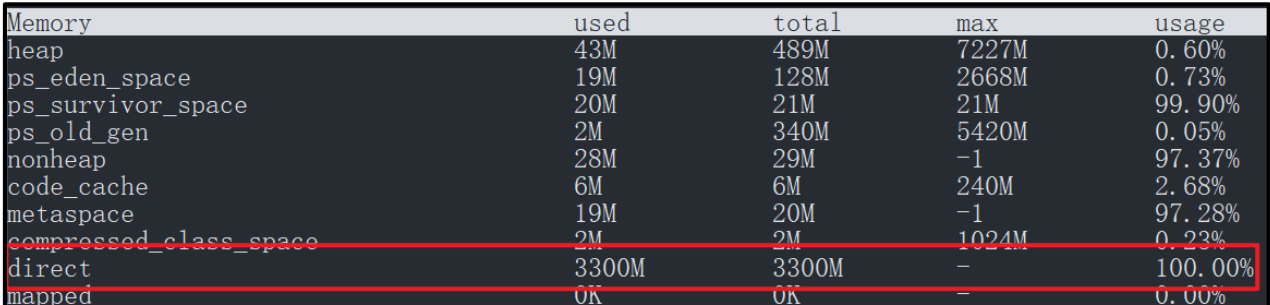 Memory used total max usage
heap 43M 489M 7227M 0.60%
ps_eden_space 19M 128M 2668M 0.73%
ps_survivor_space 20M 21M 21M 99.90%
ps_old_gen 2M 340M 5420M 0.05%
nonheap 28M 29M -1 97.37%
code_cache 6M 6M 240M 2.68%
metaspace 19M 20M -1 97.28%
compressed_class_space 2M 2M 1024M 0.23%
direct 3300M 3300M - 100.00%
mapped 0K 0K - 0.00%